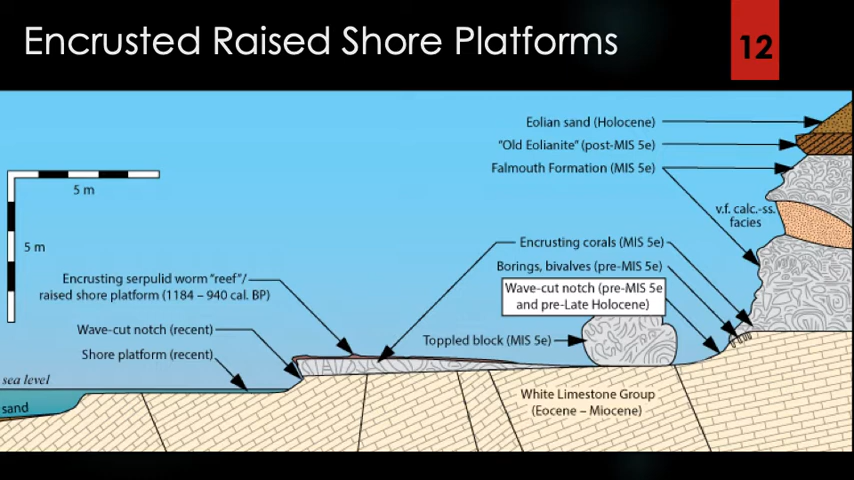 Encrusted Raised Shore Platforms
12
Eolian sand (Holocene)
"Old Eolianite" (post-MIS 5e)
Falmouth Formation (MIS 5e)
5 m
v.f. calc.-ss.
facies
5 m
Encrusting corals (MIS 5e)
Borings, bivalves (pre-MIS 5e)
Encrusting serpulid worm "reef"/
raised shore platform (1184 – 940 cal. BP)
Wave-cut notch (pre-MIS 5e
and pre-Late Holocene)
Wave-cut notch (recent)
Toppled block (MIS 5e)
Shore platform (recent)
sea level
sand
White Limestone Group
(Eocene – Miocene)